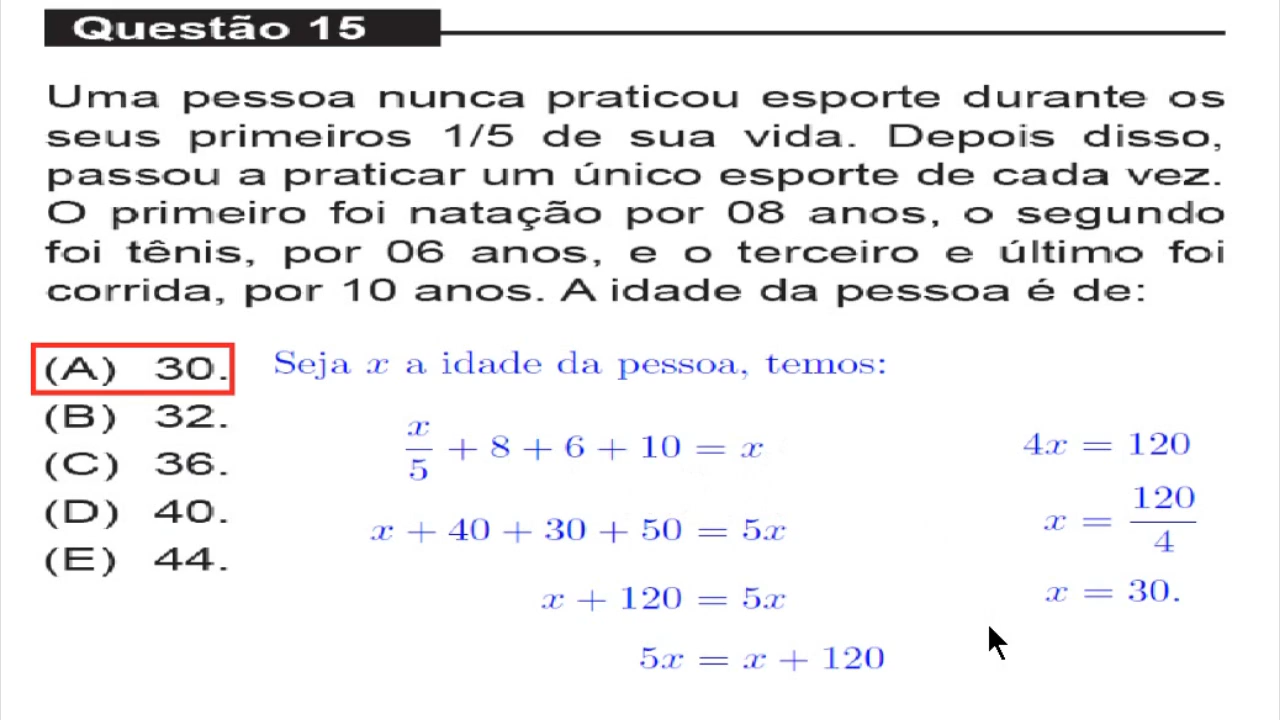 Questão 15
Uma pessoa nunca praticou esporte durante os
seus primeiros 1/5 de sua vida. Depois disso,
passou a praticar um único esporte de cada vez.
O primeiro foi natação por 08 anos, o segundo
foi tênis, por 06 anos, e o terceiro e último foi
corrida, por 10 anos. A idade da pessoa é de:
(A) 30.
(B) 32.
(C) 36.
(D) 40.
(E) 44.
Seja x a idade da pessoa, temos:
x/5 + 8 + 6 + 10 = x
x + 40 + 30 + 50 = 5x
x + 120 = 5x
5x = x + 120
4x = 120
x = 120/4
x = 30.